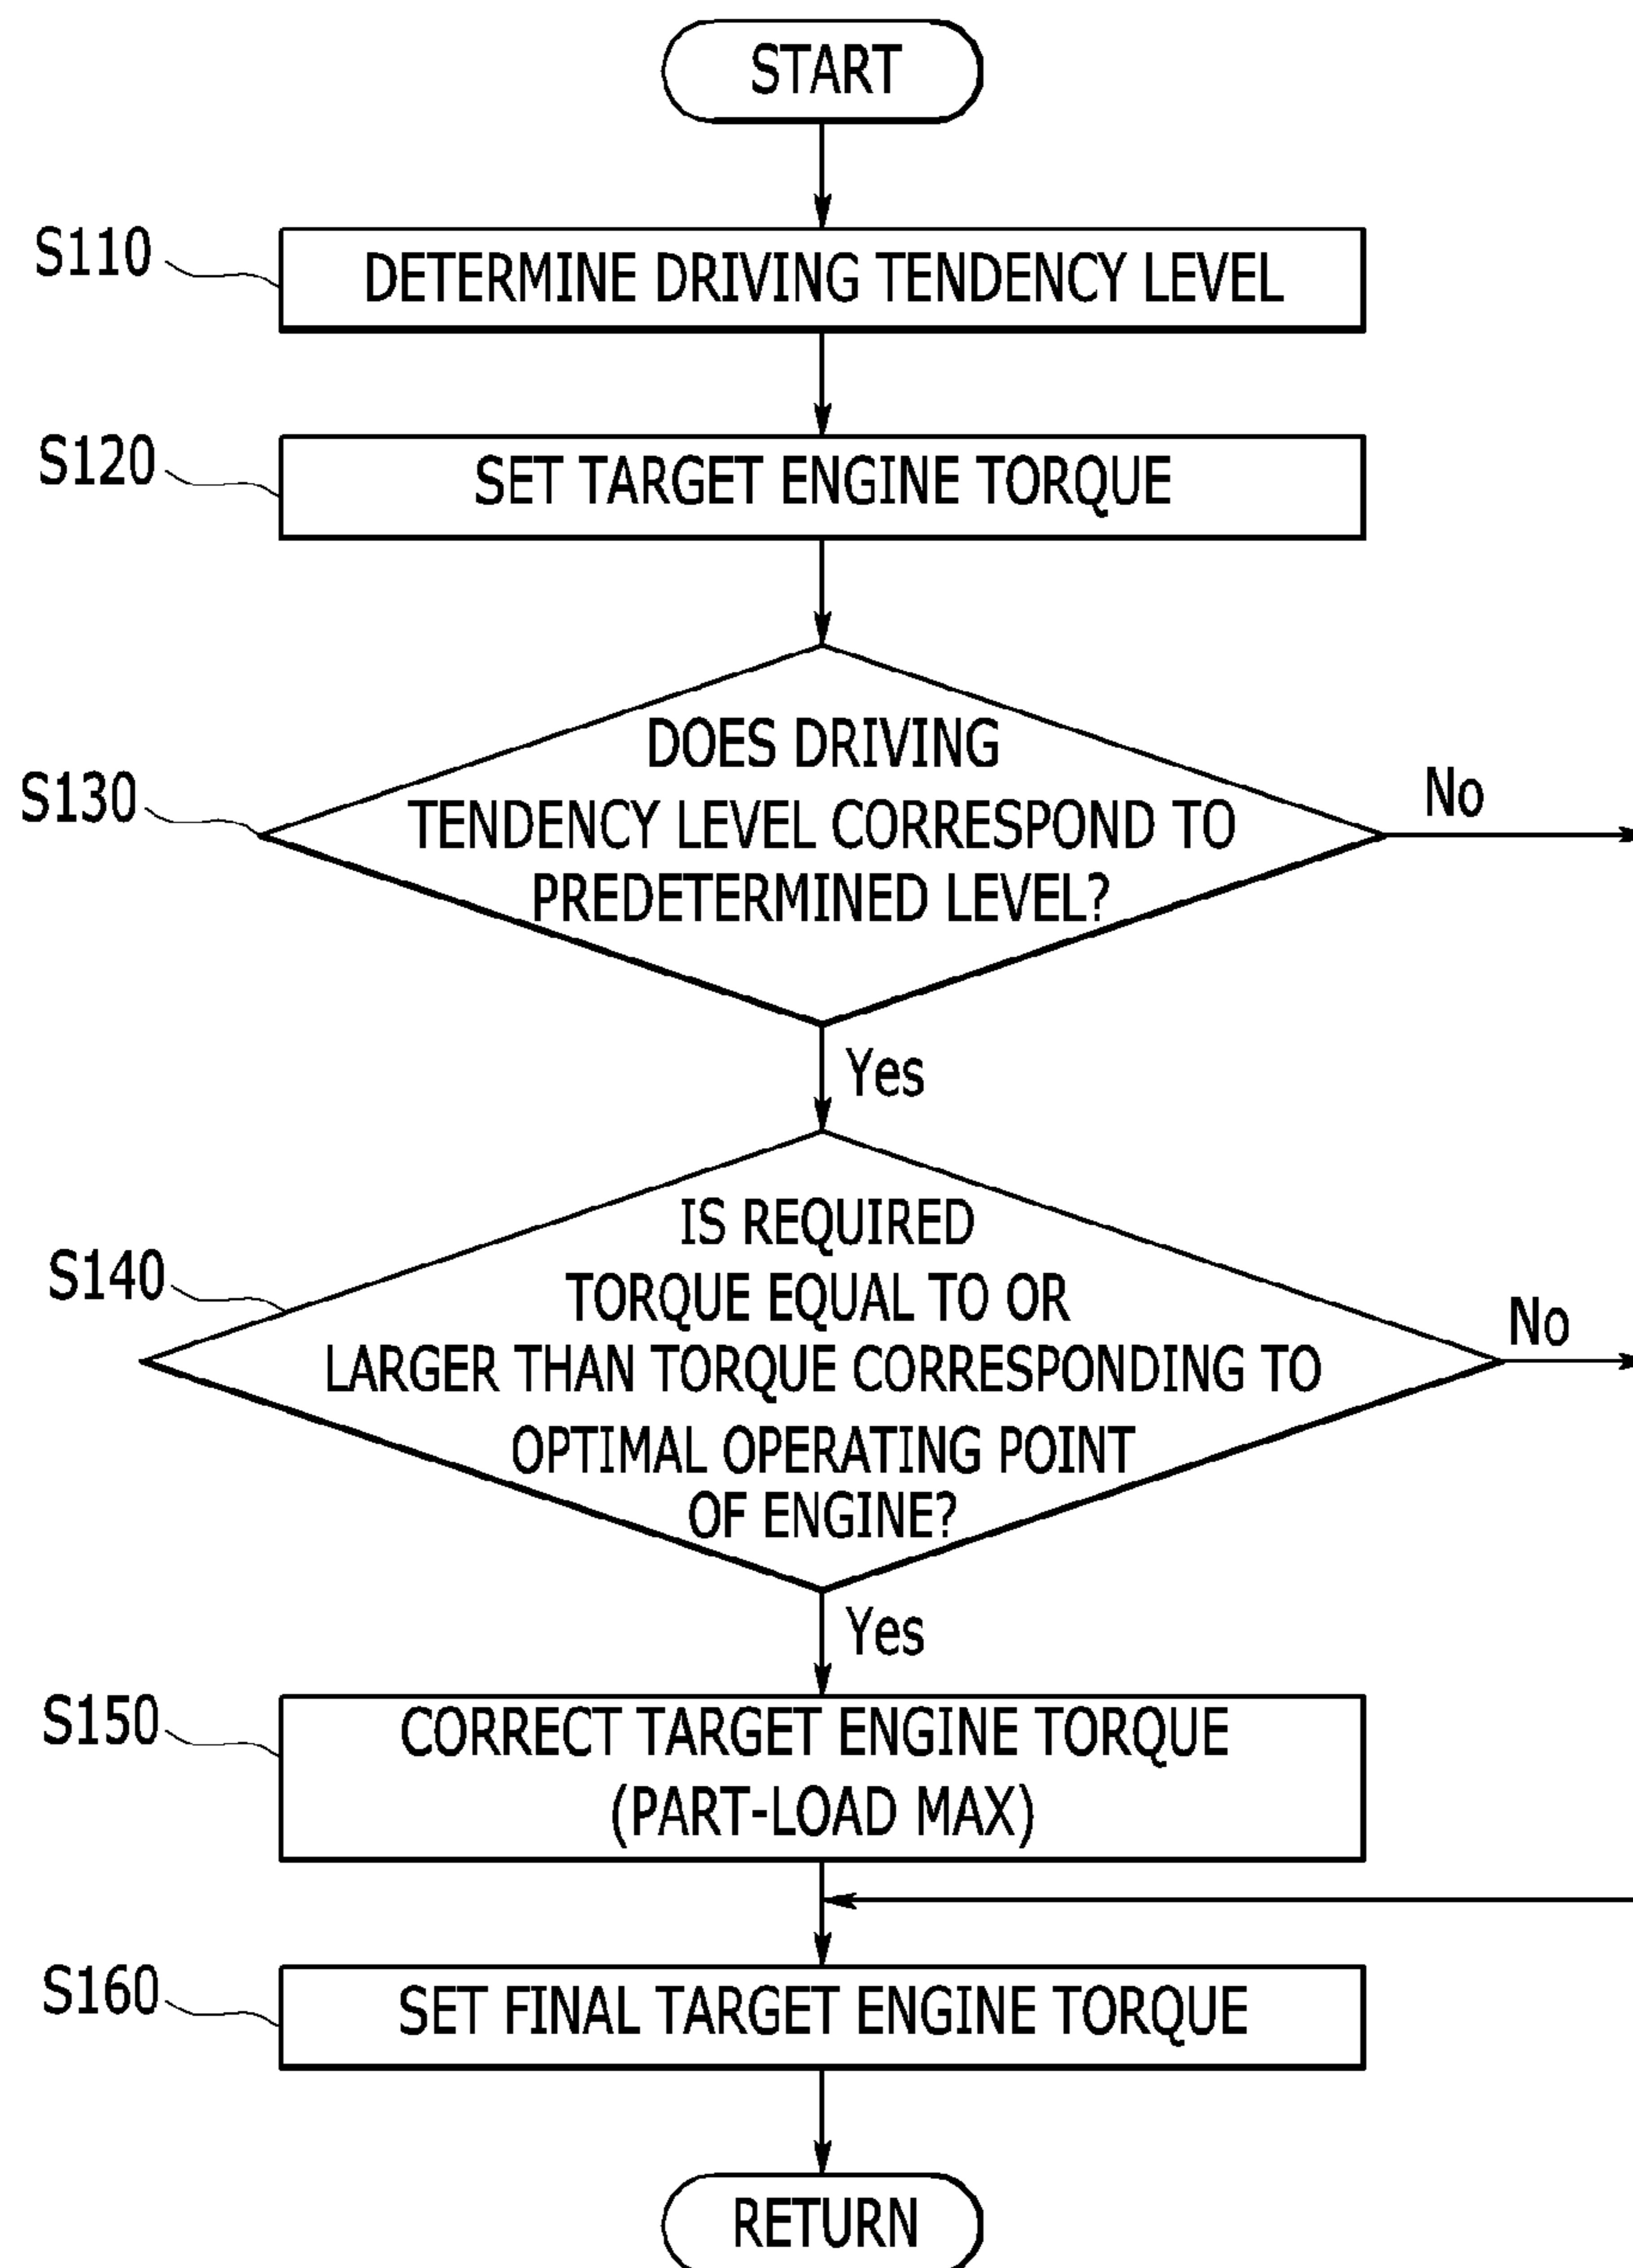 START
S110
DETERMINE DRIVING TENDENCY LEVEL
S120
SET TARGET ENGINE TORQUE
S130
DOES DRIVING
TENDENCY LEVEL CORRESPOND TO
PREDETERMINED LEVEL?
No
Yes
S140
IS REQUIRED
TORQUE EQUAL TO OR
LARGER THAN TORQUE CORRESPONDING TO
OPTIMAL OPERATING POINT
OF ENGINE?
No
Yes
S150
CORRECT TARGET ENGINE TORQUE
(PART-LOAD MAX)
S160
SET FINAL TARGET ENGINE TORQUE
RETURN